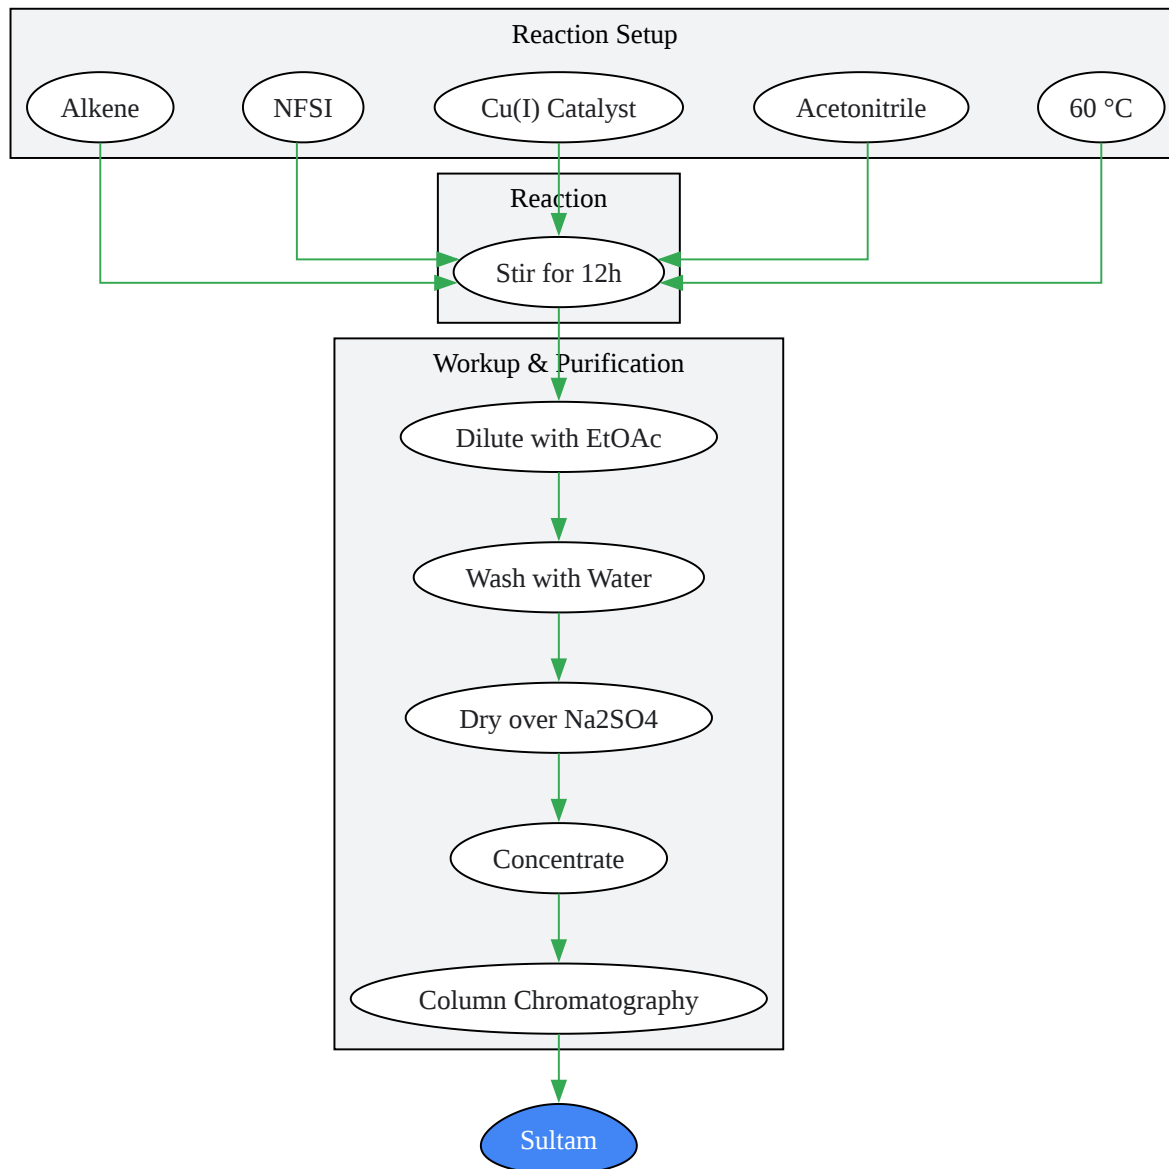 Reaction Setup
Alkene
NFSI
Cu(I) Catalyst
Acetonitrile
60 °C
Reaction
Stir for 12h
Workup & Purification
Dilute with EtOAc
Wash with Water
Dry over Na2SO4
Concentrate
Column Chromatography
Sultam